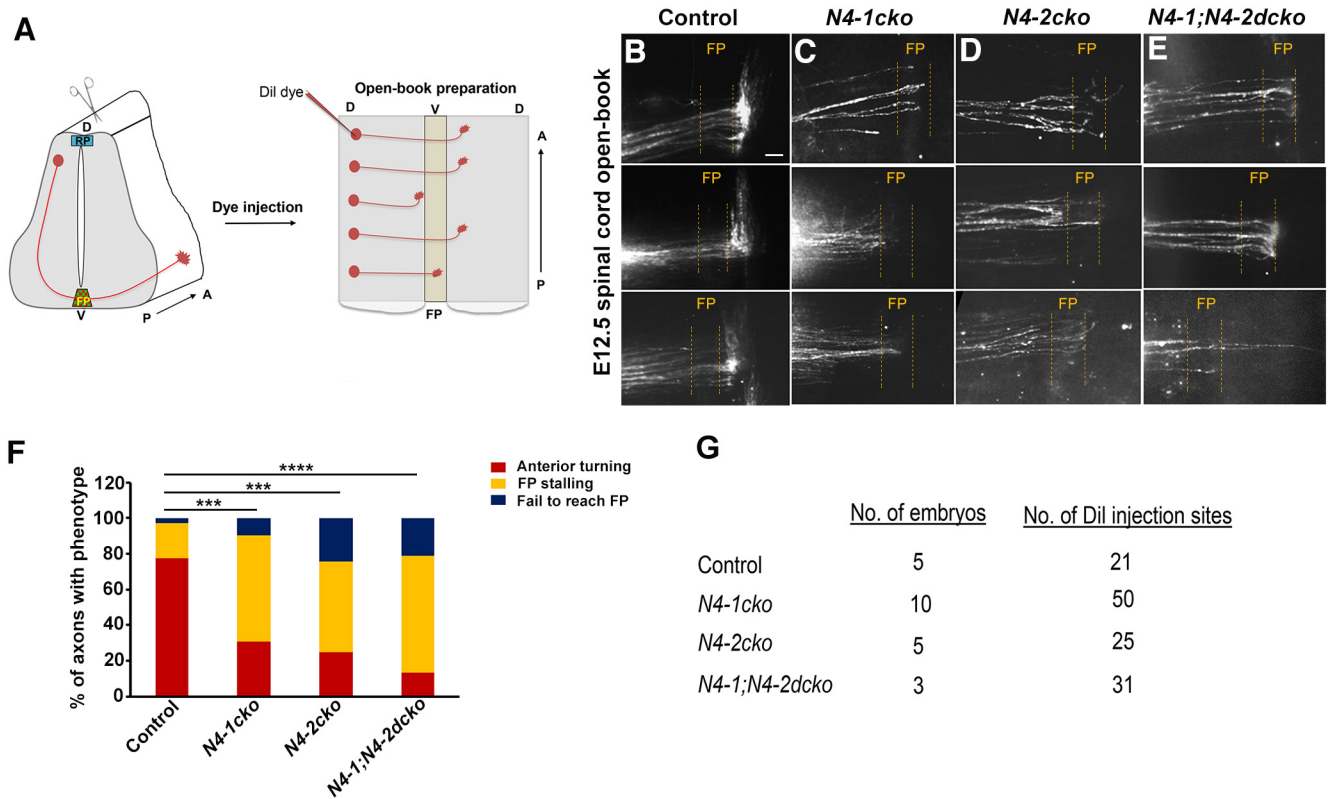 A
D
RP
FP
V
P
A
Dye injection
DiI dye
Open-book preparation
D V D
A
P
FP
Control N4-1cko N4-2cko N4-1;N4-2dcko
E12.5 spinal cord open-book
B FP C FP D FP E FP
FP FP FP FP
FP FP FP FP
F
% of axons with phenotype
120
100
80
60
40
20
0
****
***
***
Control
N4-1cko
N4-2cko
N4-1;N4-2dcko
Anterior turning
FP stalling
Fail to reach FP
G
No. of embryos No. of DiI injection sites
Control 5 21
N4-1cko 10 50
N4-2cko 5 25
N4-1;N4-2dcko 3 31